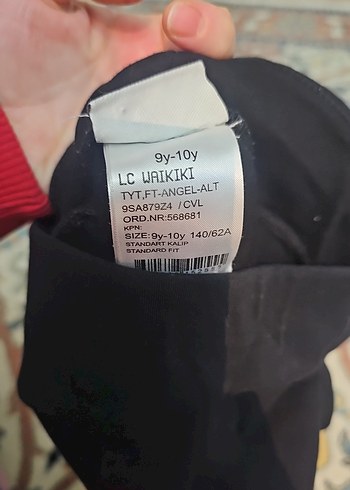 9y-10y
LC WAIKIKI
TYT,FT-ANGEL-ALT
9SA879Z4 /CVL
ORD.NR:568681
KPN:
SIZE:9y-10y 140/62A
STANDART KALIP
STANDARD FIT